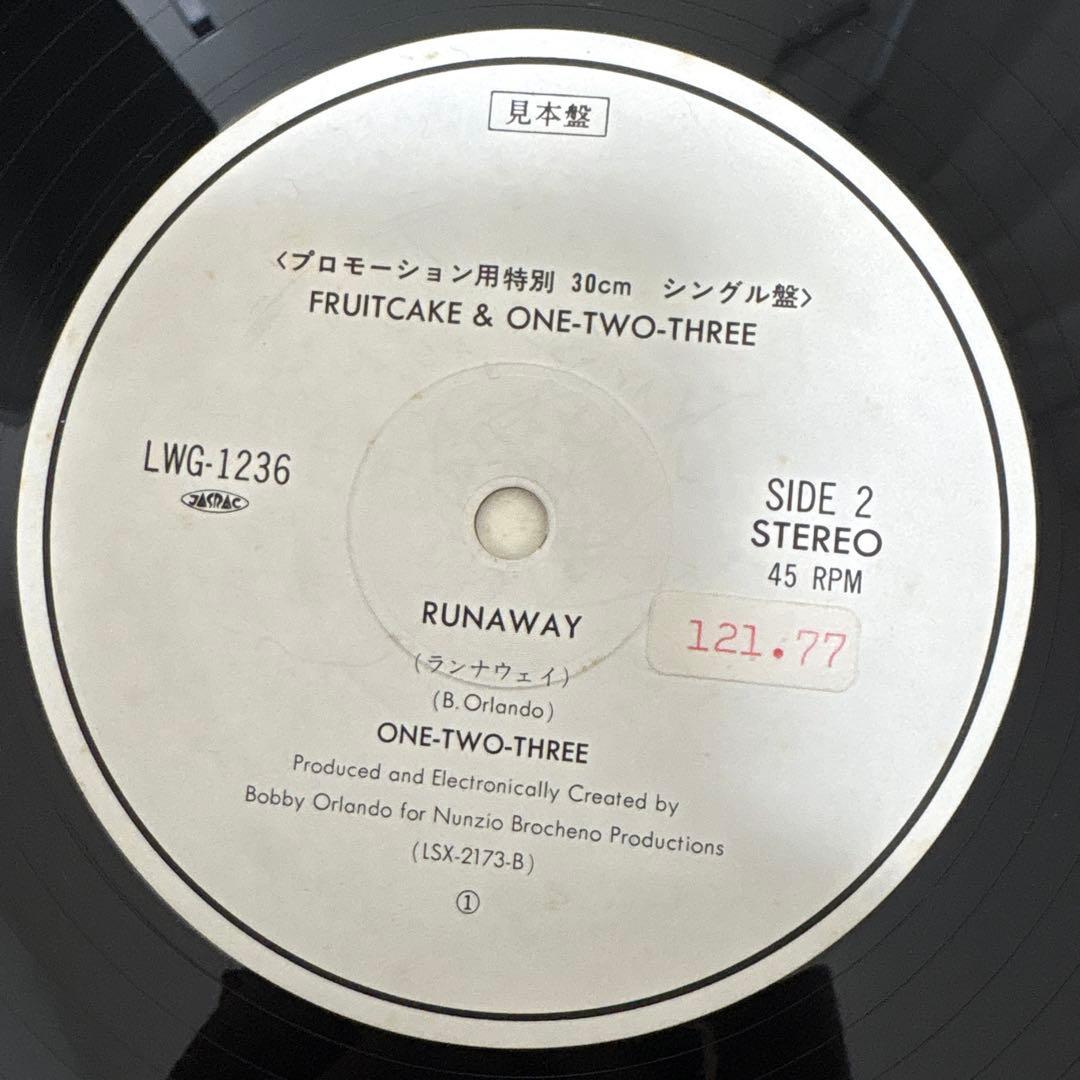 見本盤
<プロモーション用特別 30cm シングル盤>
FRUITCAKE & ONE-TWO-THREE
LWG-1236
JASRAC
SIDE 2
STEREO
45 RPM
121.77
RUNAWAY
(ランナウェイ)
(B. Orlando)
ONE-TWO-THREE
Produced and Electronically Created by
Bobby Orlando for Nunzio Brocheno Productions
(LSX-2173-B)
①